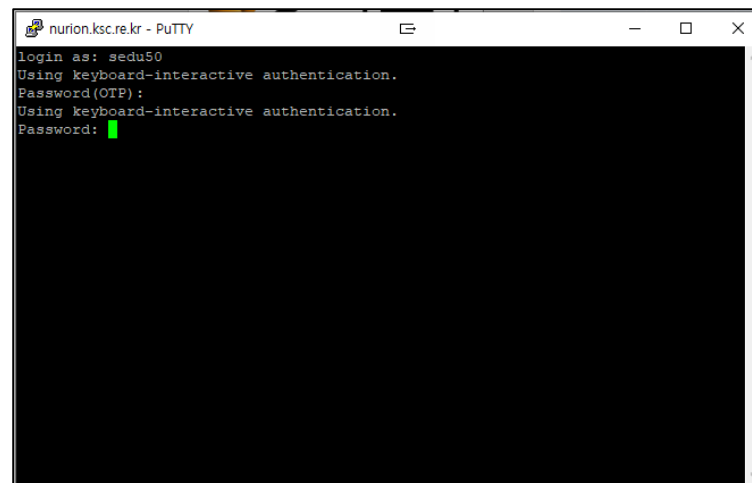 nurion.ksc.re.kr - PuTTY
login as: sedu50
Using keyboard-interactive authentication.
Password(OTP):
Using keyboard-interactive authentication.
Password: